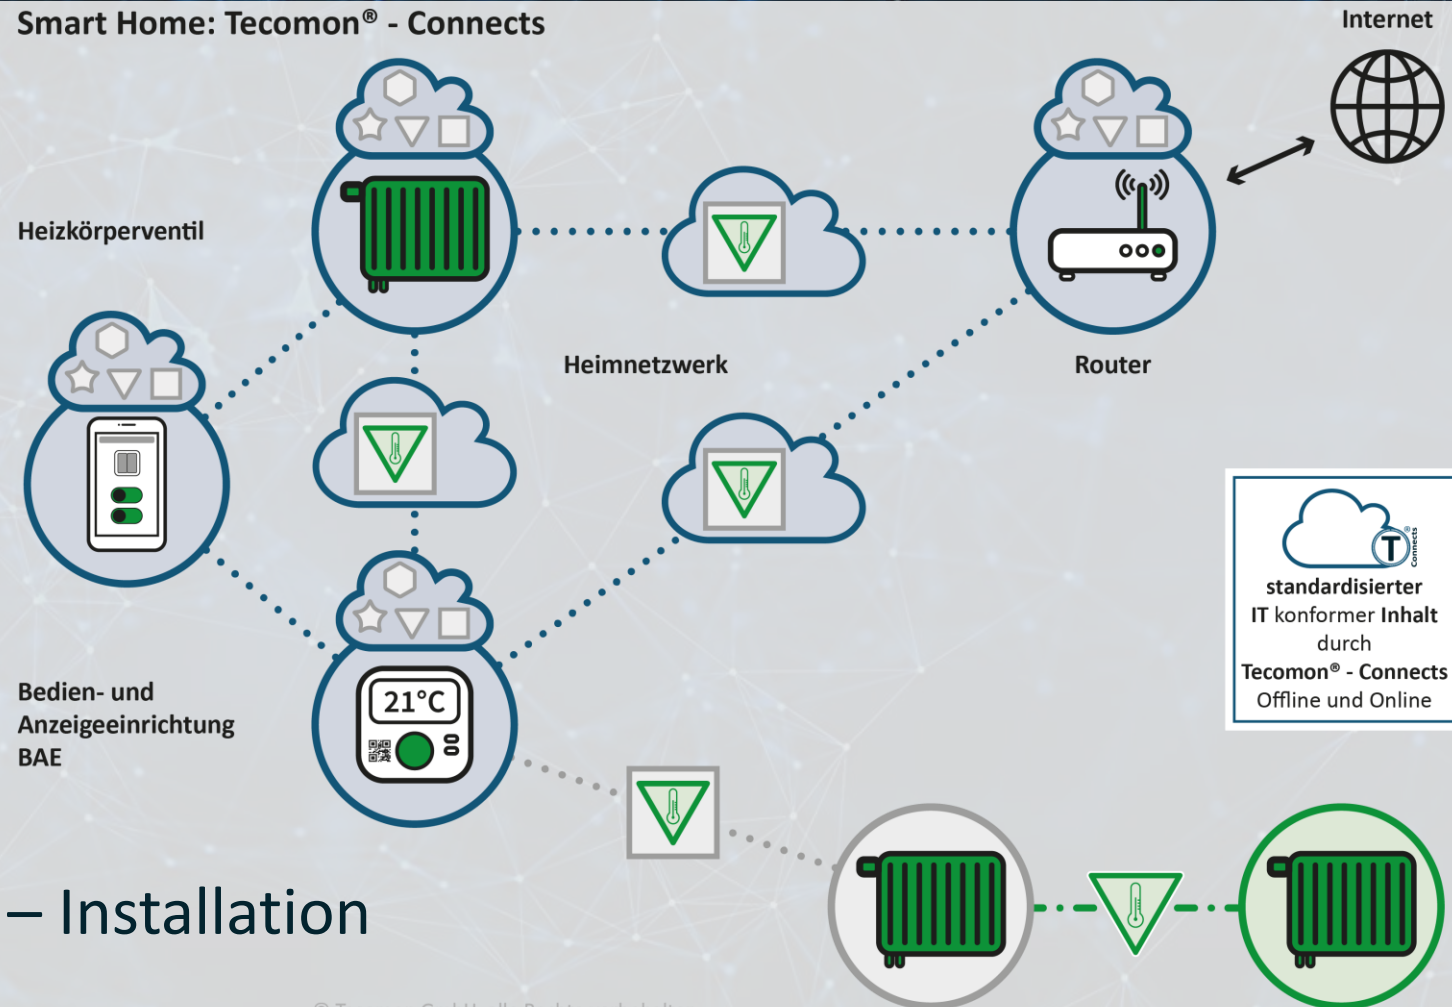 Smart Home: Tecomon® - Connects
Internet
Heizkörperventil
Heimnetzwerk
Router
Bedien- und
Anzeigeeinrichtung
BAE
21°C
T
®
Connects
standardisierter
IT konformer Inhalt
durch
Tecomon® - Connects
Offline und Online
– Installation